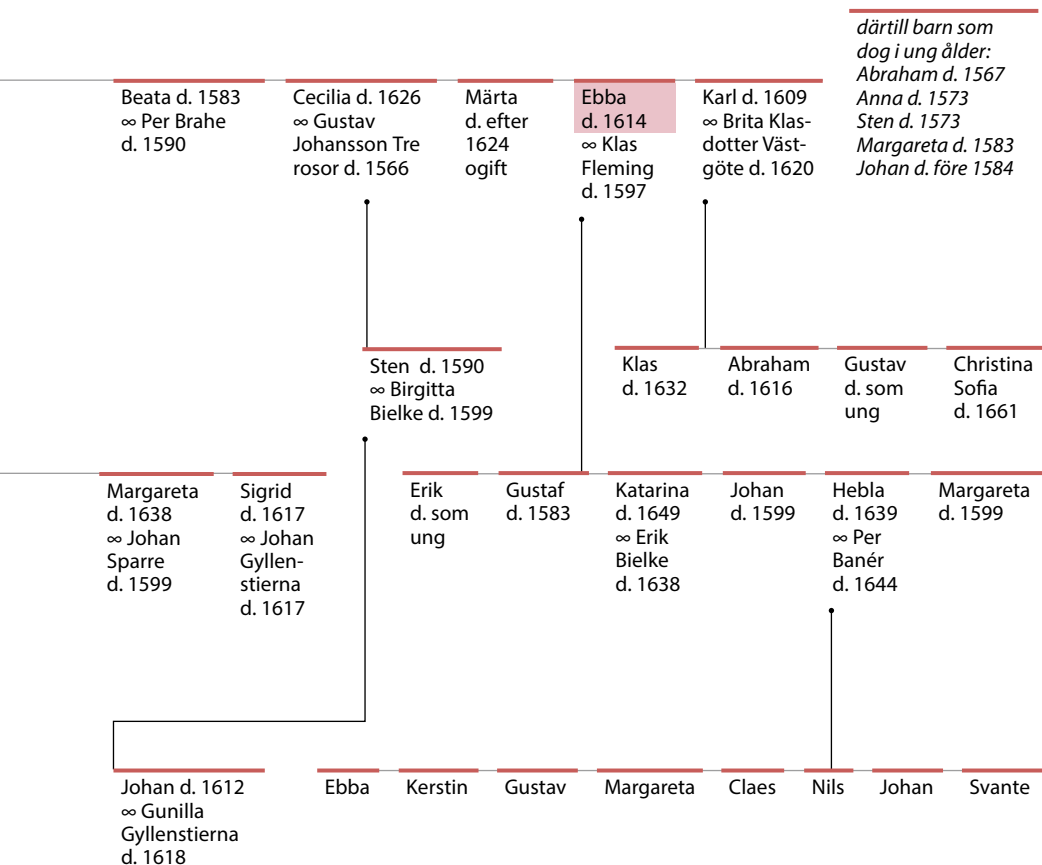 därtill barn som
dog i ung ålder:
Abraham d. 1567
Anna d. 1573
Sten d. 1573
Margareta d. 1583
Johan d. före 1584
Beata d. 1583
∞ Per Brahe
d. 1590
Cecilia d. 1626
∞ Gustav
Johansson Tre
rosor d. 1566
Märta
d. efter
1624
ogift
Ebba
d. 1614
∞ Klas
Fleming
d. 1597
Karl d. 1609
∞ Brita Klas-
dotter Väst-
göte d. 1620
Sten d. 1590
∞ Birgitta
Bielke d. 1599
Klas
d. 1632
Abraham
d. 1616
Gustav
d. som
ung
Christina
Sofia
d. 1661
Margareta
d. 1638
∞ Johan
Sparre
d. 1599
Sigrid
d. 1617
∞ Johan
Gyllen-
stierna
d. 1617
Erik
d. som
ung
Gustaf
d. 1583
Katarina
d. 1649
∞ Erik
Bielke
d. 1638
Johan
d. 1599
Hebla
d. 1639
∞ Per
Banér
d. 1644
Margareta
d. 1599
Johan d. 1612
∞ Gunilla
Gyllenstierna
d. 1618
Ebba
Kerstin
Gustav
Margareta
Claes
Nils
Johan
Svante